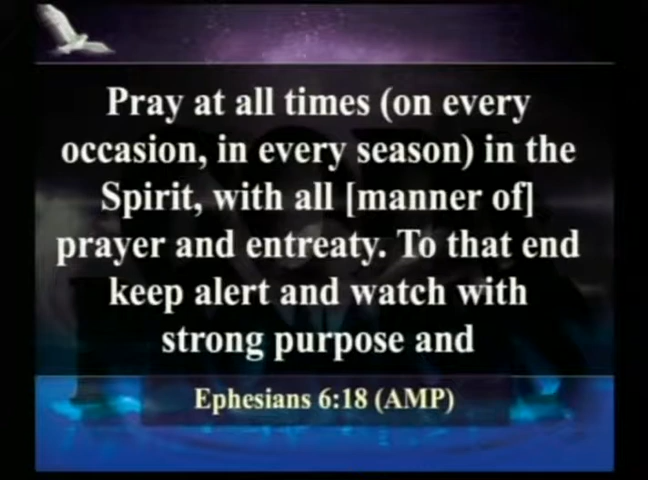 Pray at all times (on every
occasion, in every season) in the
Spirit, with all [manner of]
prayer and entreaty. To that end
keep alert and watch with
strong purpose and
Ephesians 6:18 (AMP)